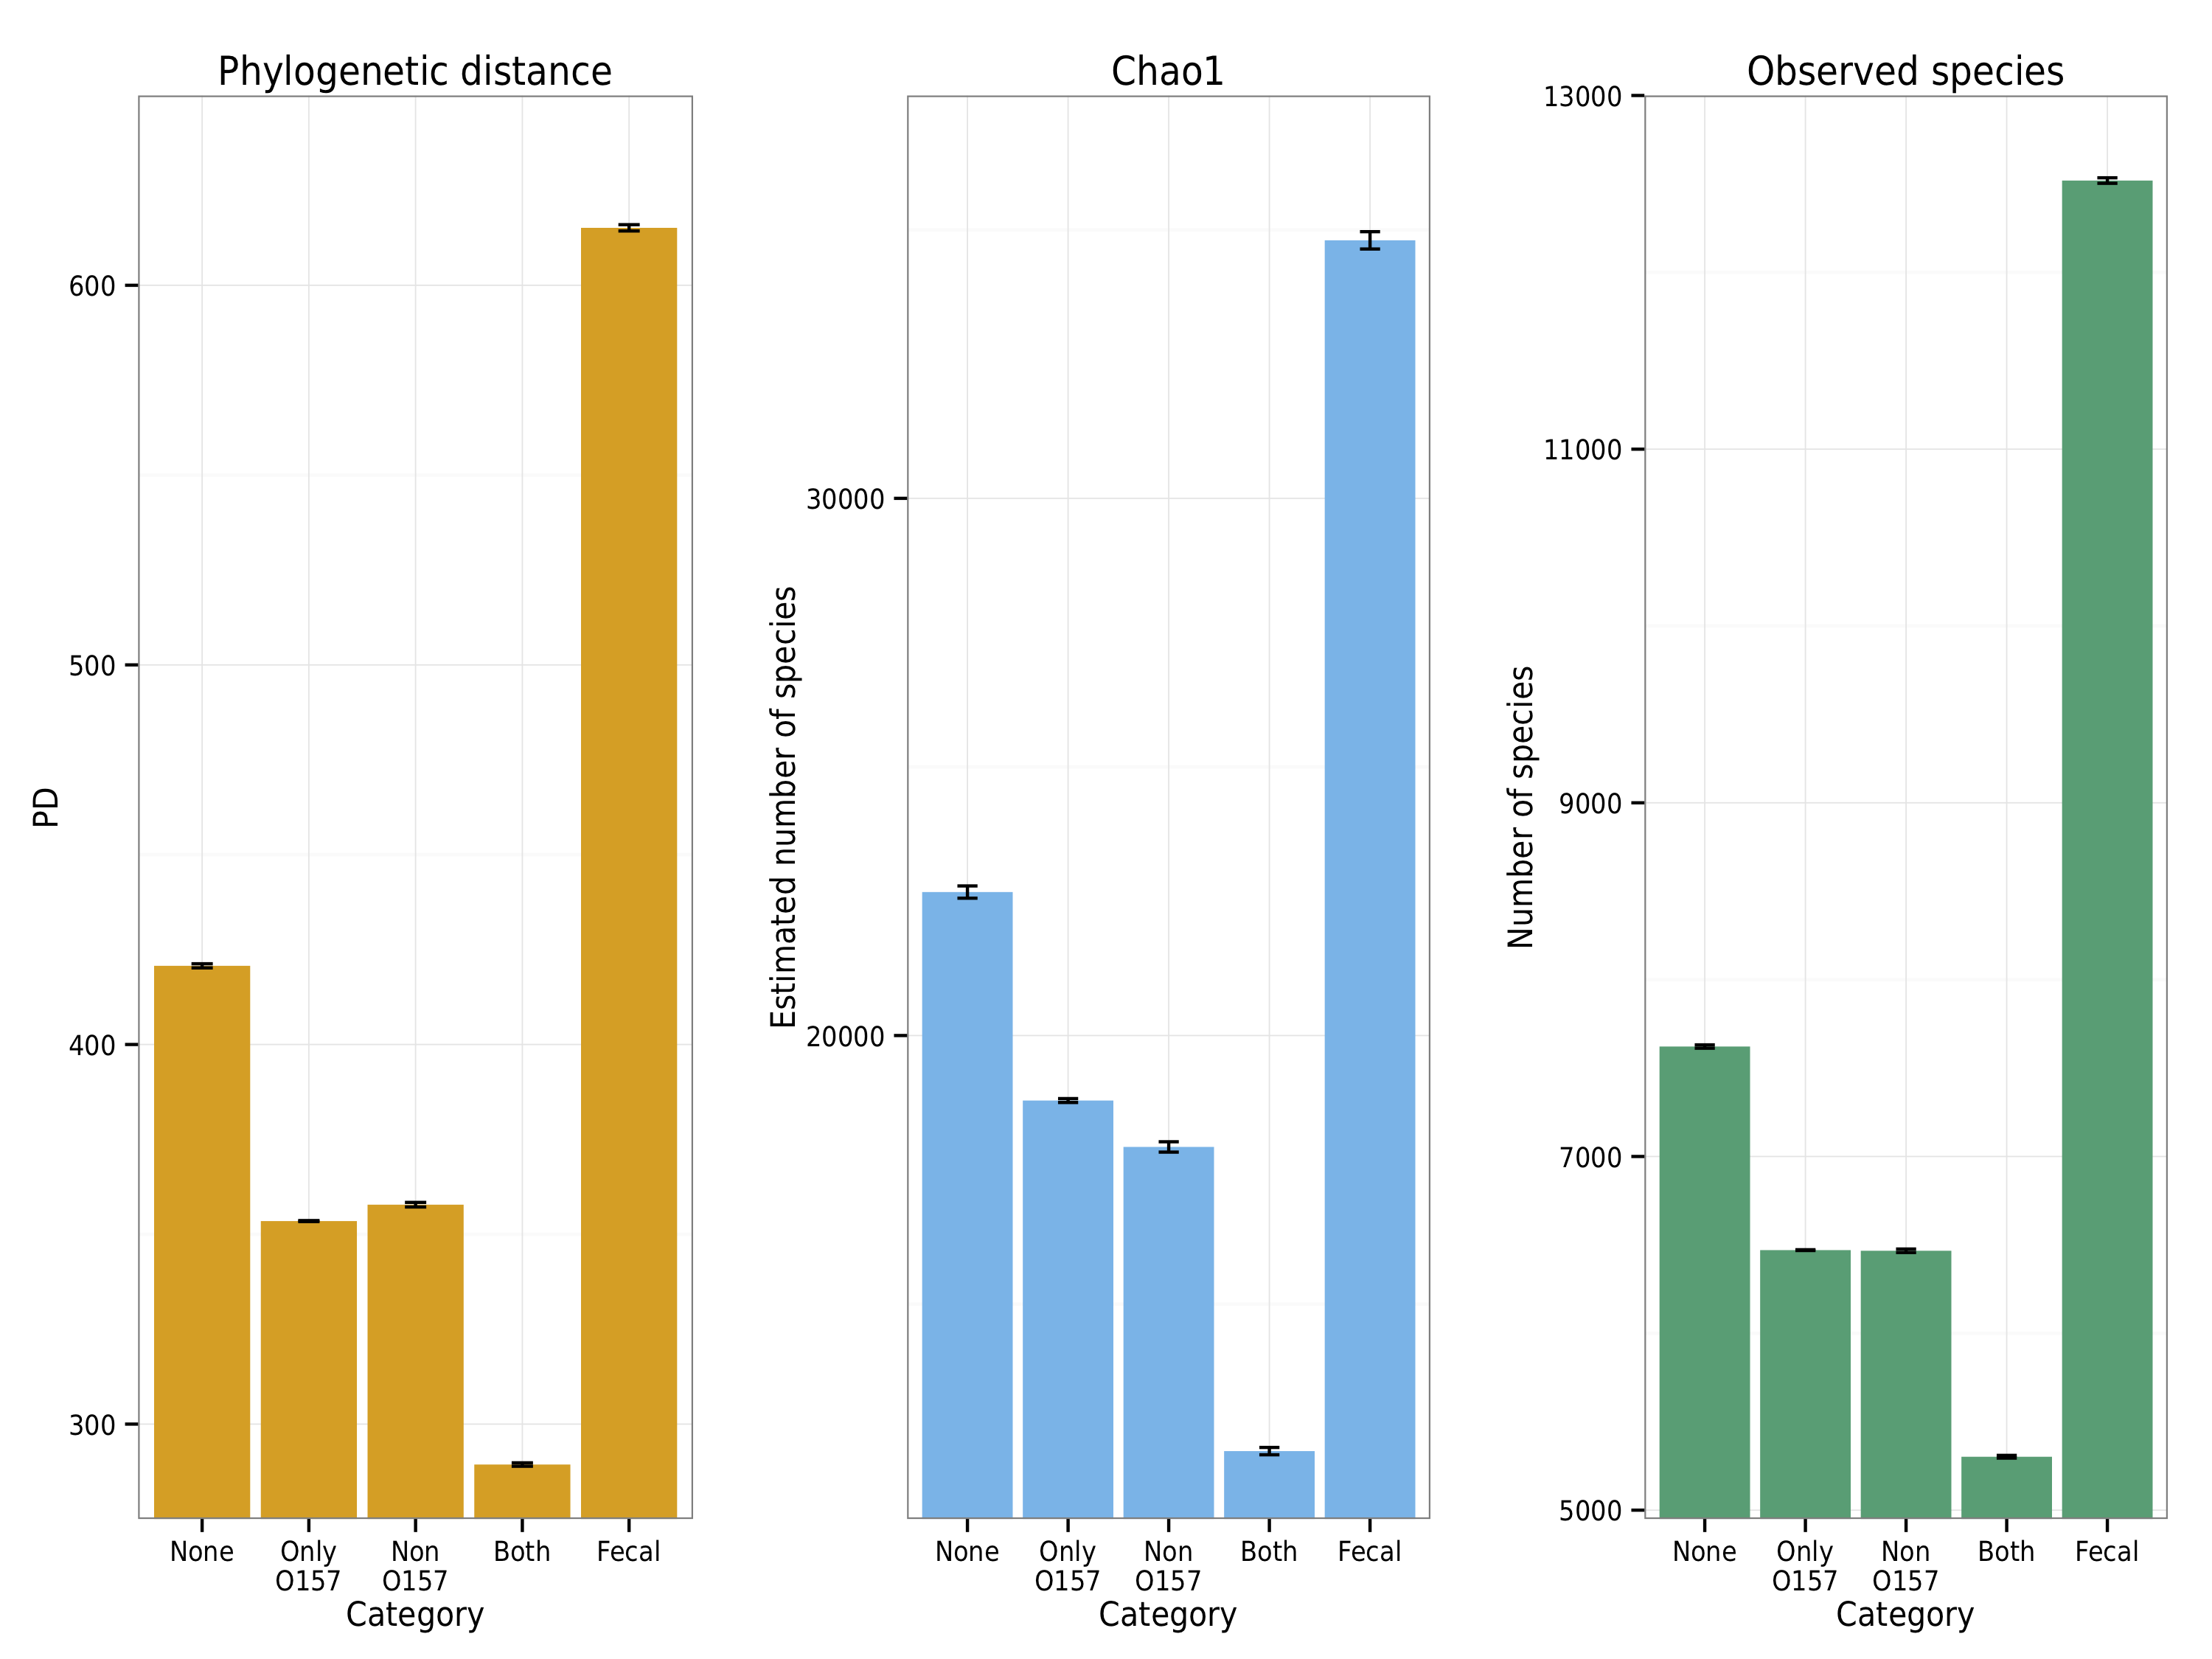 Phylogenetic distance
PD
600
500
400
300
None Only Non Both Fecal
O157 O157
Category
Chao1
Estimated number of species
30000
20000
None Only Non Both Fecal
O157 O157
Category
Observed species
Number of species
13000
11000
9000
7000
5000
None Only Non Both Fecal
O157 O157
Category